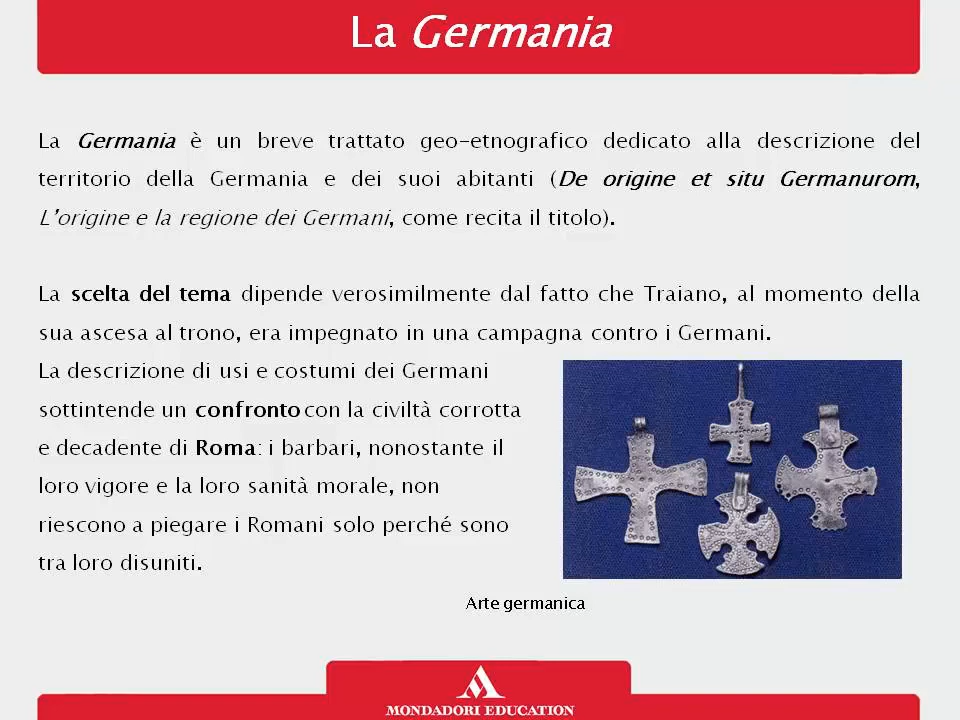 La Germania
La Germania è un breve trattato geo-etnografico dedicato alla descrizione del
territorio della Germania e dei suoi abitanti (De origine et situ Germanurom,
L'origine e la regione dei Germani, come recita il titolo).
La scelta del tema dipende verosimilmente dal fatto che Traiano, al momento della
sua ascesa al trono, era impegnato in una campagna contro i Germani.
La descrizione di usi e costumi dei Germani
sottintende un confronto con la civiltà corrotta
e decadente di Roma: i barbari, nonostante il
loro vigore e la loro sanità morale, non
riescono a piegare i Romani solo perché sono
tra loro disuniti.
Arte germanica
MONDADORI EDUCATION